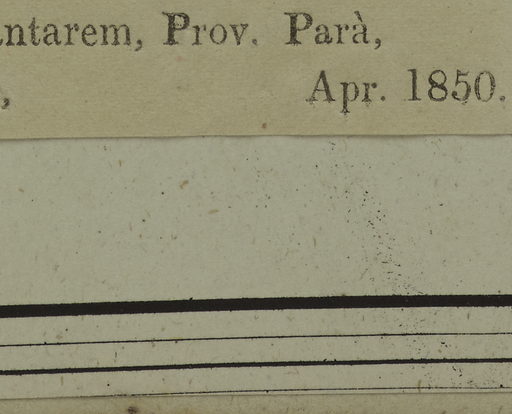 ntarem, Prov. Parà,
, Apr. 1850.